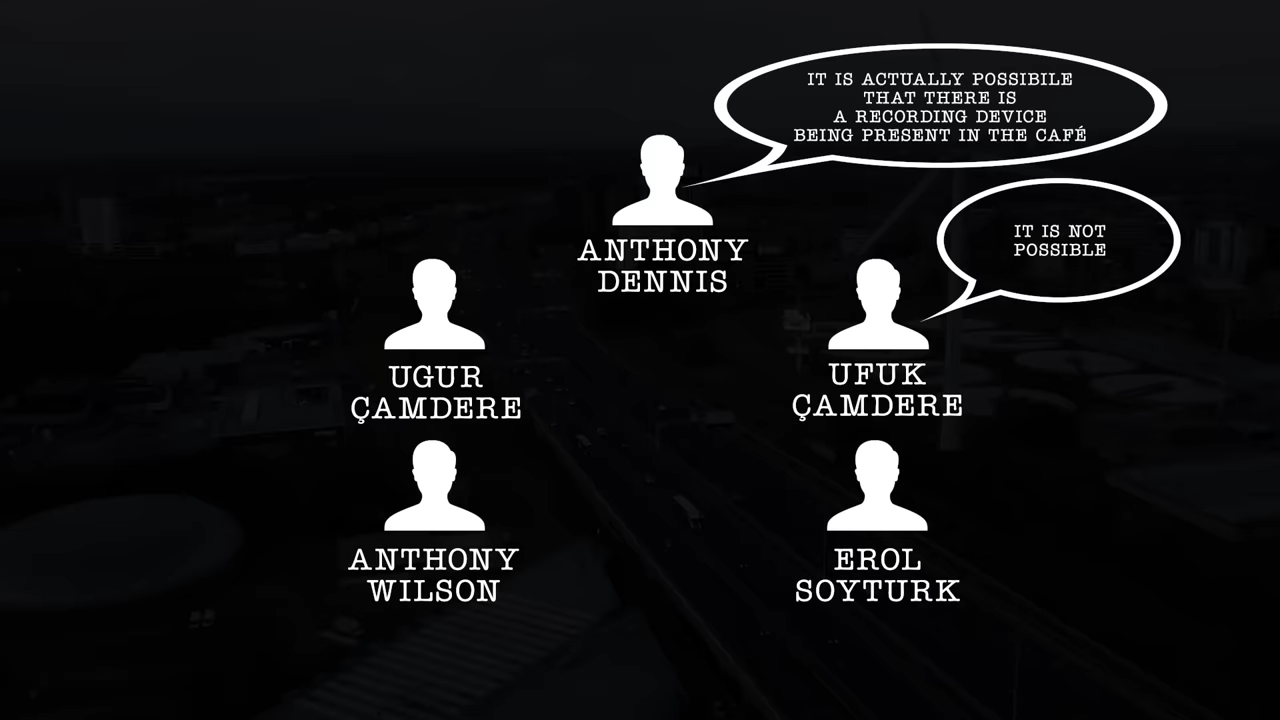 IT IS ACTUALLY POSSIBILE
THAT THERE IS
A RECORDING DEVICE
BEING PRESENT IN THE CAFÉ
ANTHONY
DENNIS
IT IS NOT
POSSIBLE
UGUR
ÇAMDERE
UFUK
ÇAMDERE
ANTHONY
WILSON
EROL
SOYTURK